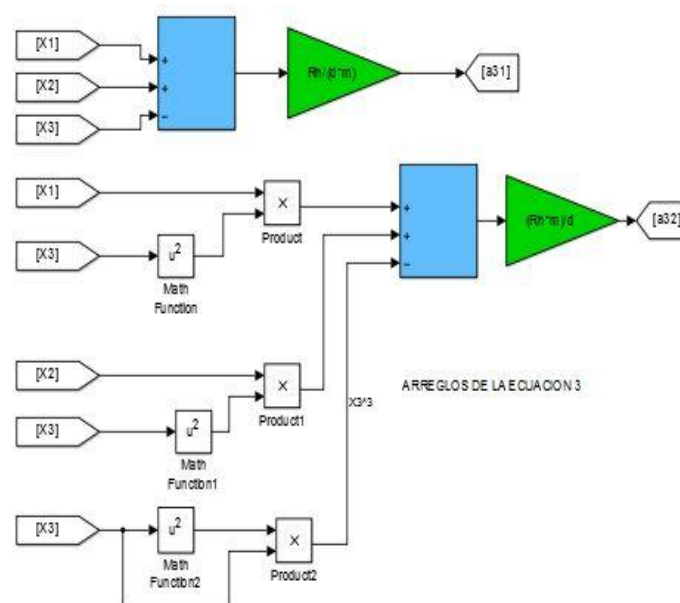 [X1]
[X2]
[X3]
+
+
−
Rh/(d*m)
[a31]
[X1]
[X3]
u²
Math
Function
×
Product
+
+
−
(Rh*m)/d
[a32]
[X2]
[X3]
u²
Math
Function1
×
Product1
X3^3
ARREGLOS DE LA ECUACION 3
[X3]
u²
Math
Function2
×
Product2